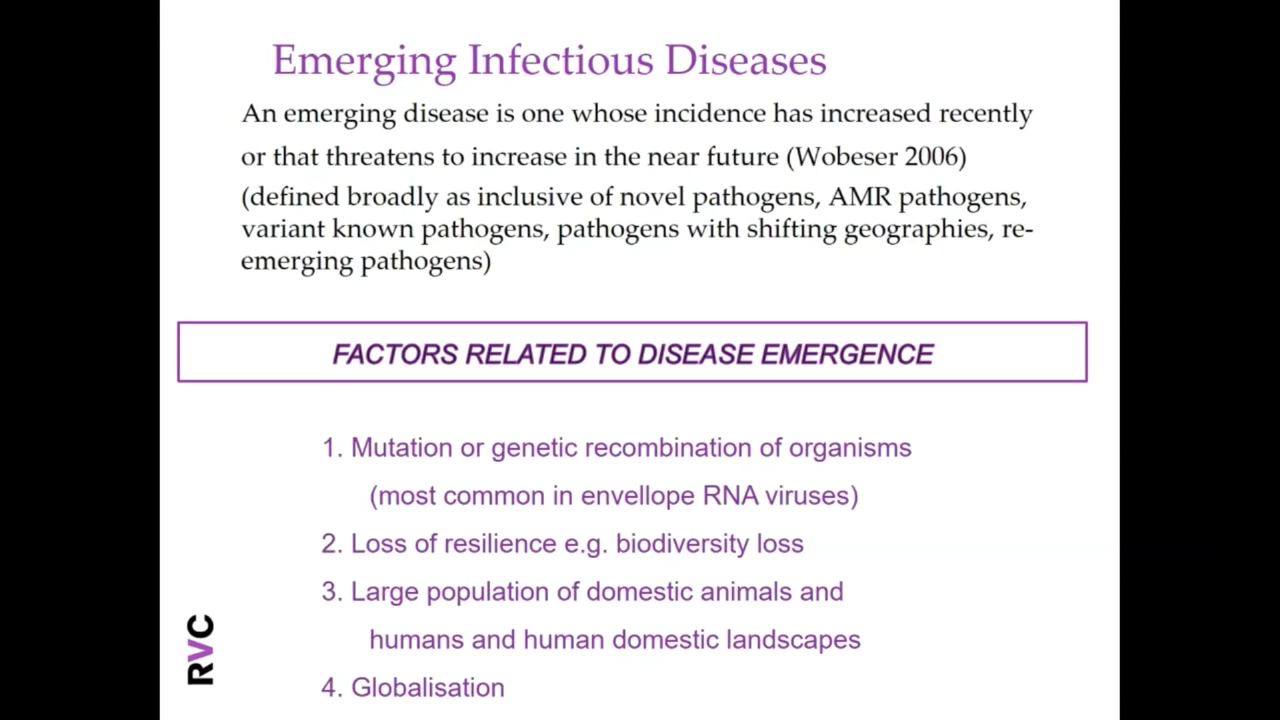 Emerging Infectious Diseases
An emerging disease is one whose incidence has increased recently
or that threatens to increase in the near future (Wobeser 2006)
(defined broadly as inclusive of novel pathogens, AMR pathogens,
variant known pathogens, pathogens with shifting geographies, re-
emerging pathogens)
FACTORS RELATED TO DISEASE EMERGENCE
1. Mutation or genetic recombination of organisms
(most common in envellope RNA viruses)
2. Loss of resilience e.g. biodiversity loss
3. Large population of domestic animals and
humans and human domestic landscapes
4. Globalisation
RVC